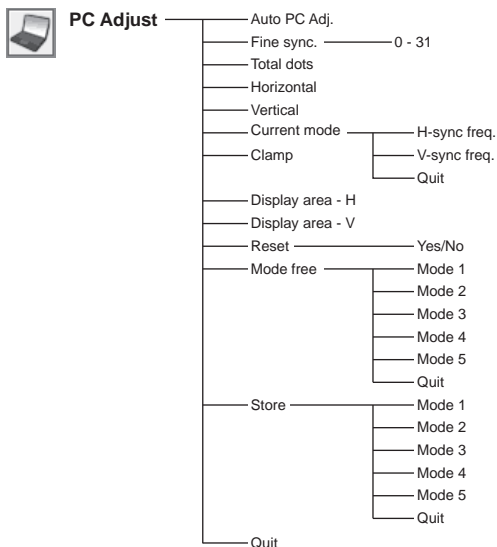 PC Adjust
Auto PC Adj.
Fine sync. 0 - 31
Total dots
Horizontal
Vertical
Current mode H-sync freq.
Clamp V-sync freq.
Quit
Display area - H
Display area - V
Reset Yes/No
Mode free Mode 1
Mode 2
Mode 3
Mode 4
Mode 5
Quit
Store Mode 1
Mode 2
Mode 3
Mode 4
Mode 5
Quit
Quit